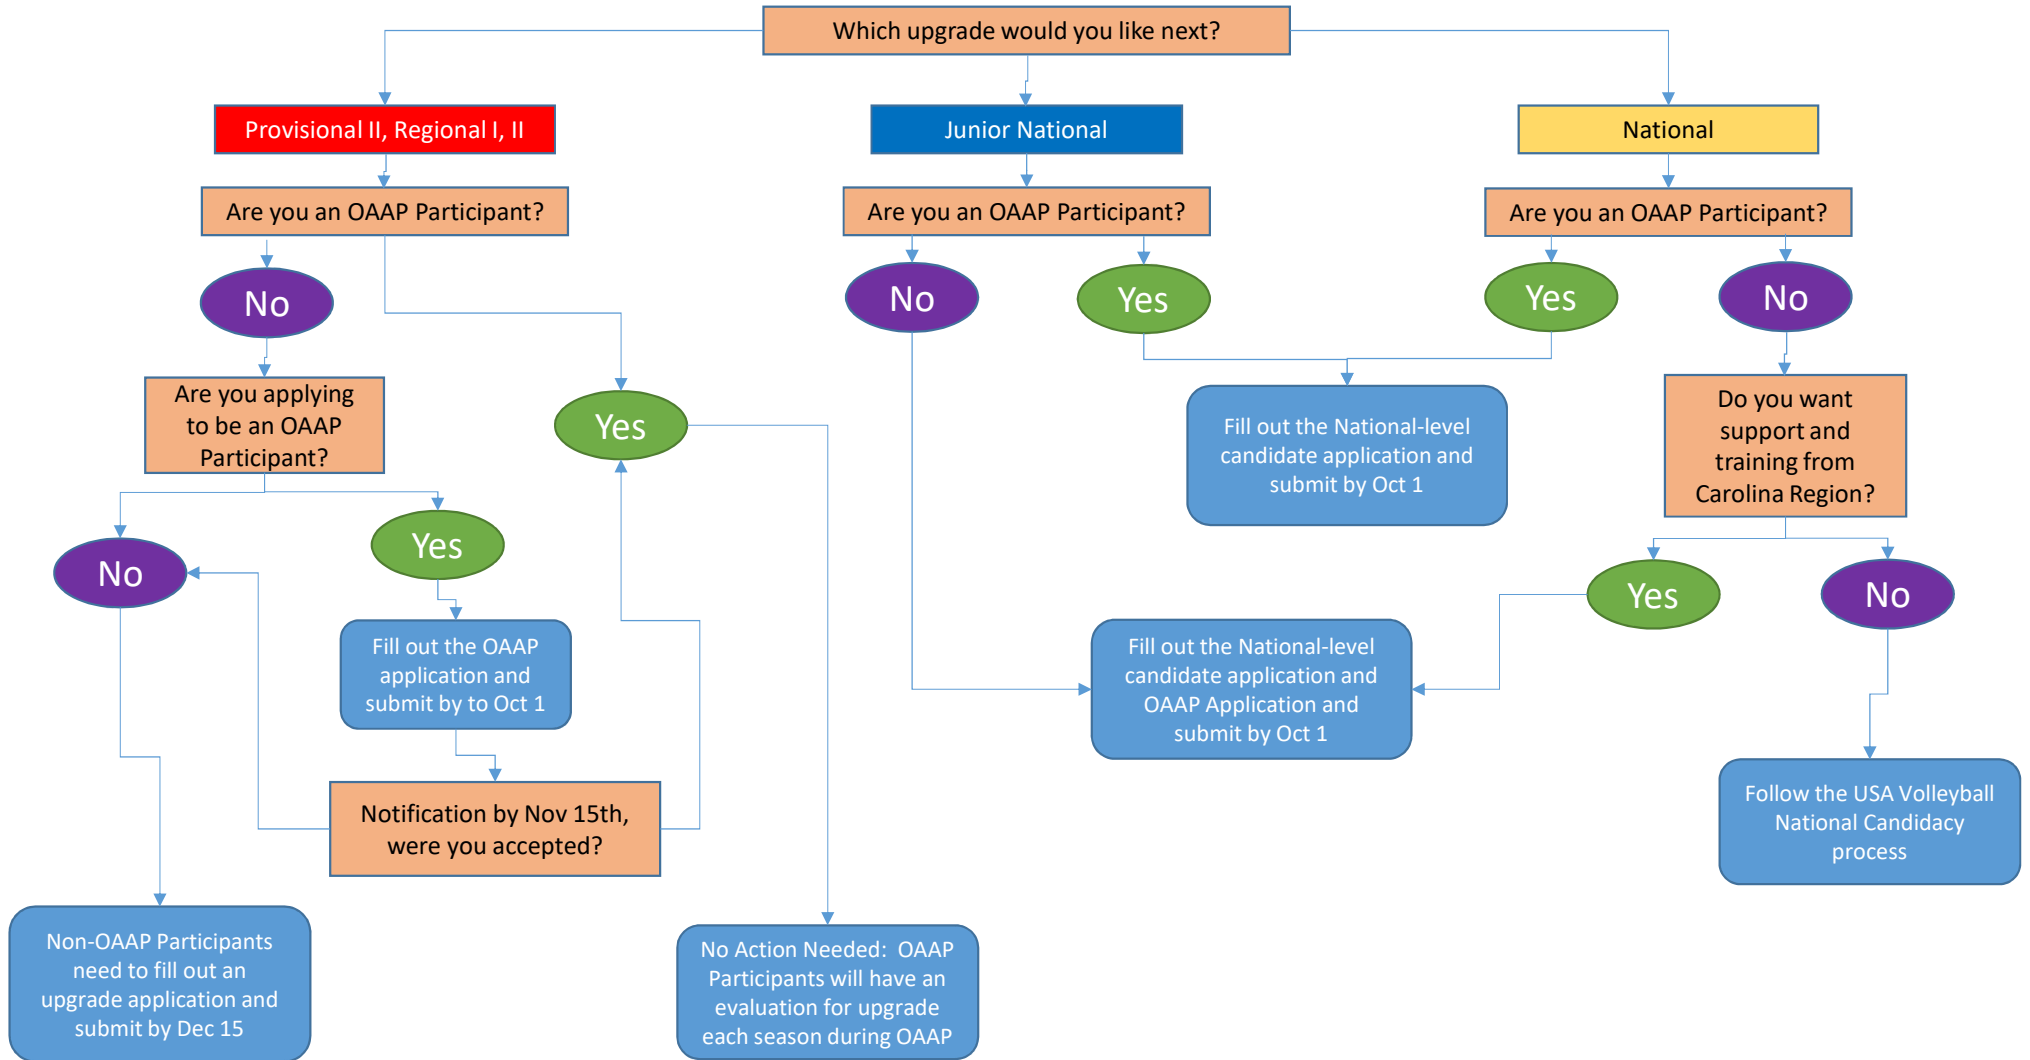 Which upgrade would you like next?
Provisional II, Regional I, II
Junior National
National
Are you an OAAP Participant?
Are you an OAAP Participant?
Are you an OAAP Participant?
No
No
Yes
Yes
No
Are you applying
to be an OAAP
Participant?
Yes
Fill out the National-level
candidate application and
submit by Oct 1
Do you want
support and
training from
Carolina Region?
No
Yes
Yes
No
Fill out the OAAP
application and
submit by to Oct 1
Fill out the National-level
candidate application and
OAAP Application and
submit by Oct 1
Notification by Nov 15th,
were you accepted?
Follow the USA Volleyball
National Candidacy
process
Non-OAAP Participants
need to fill out an
upgrade application and
submit by Dec 15
No Action Needed:  OAAP
Participants will have an
evaluation for upgrade
each season during OAAP